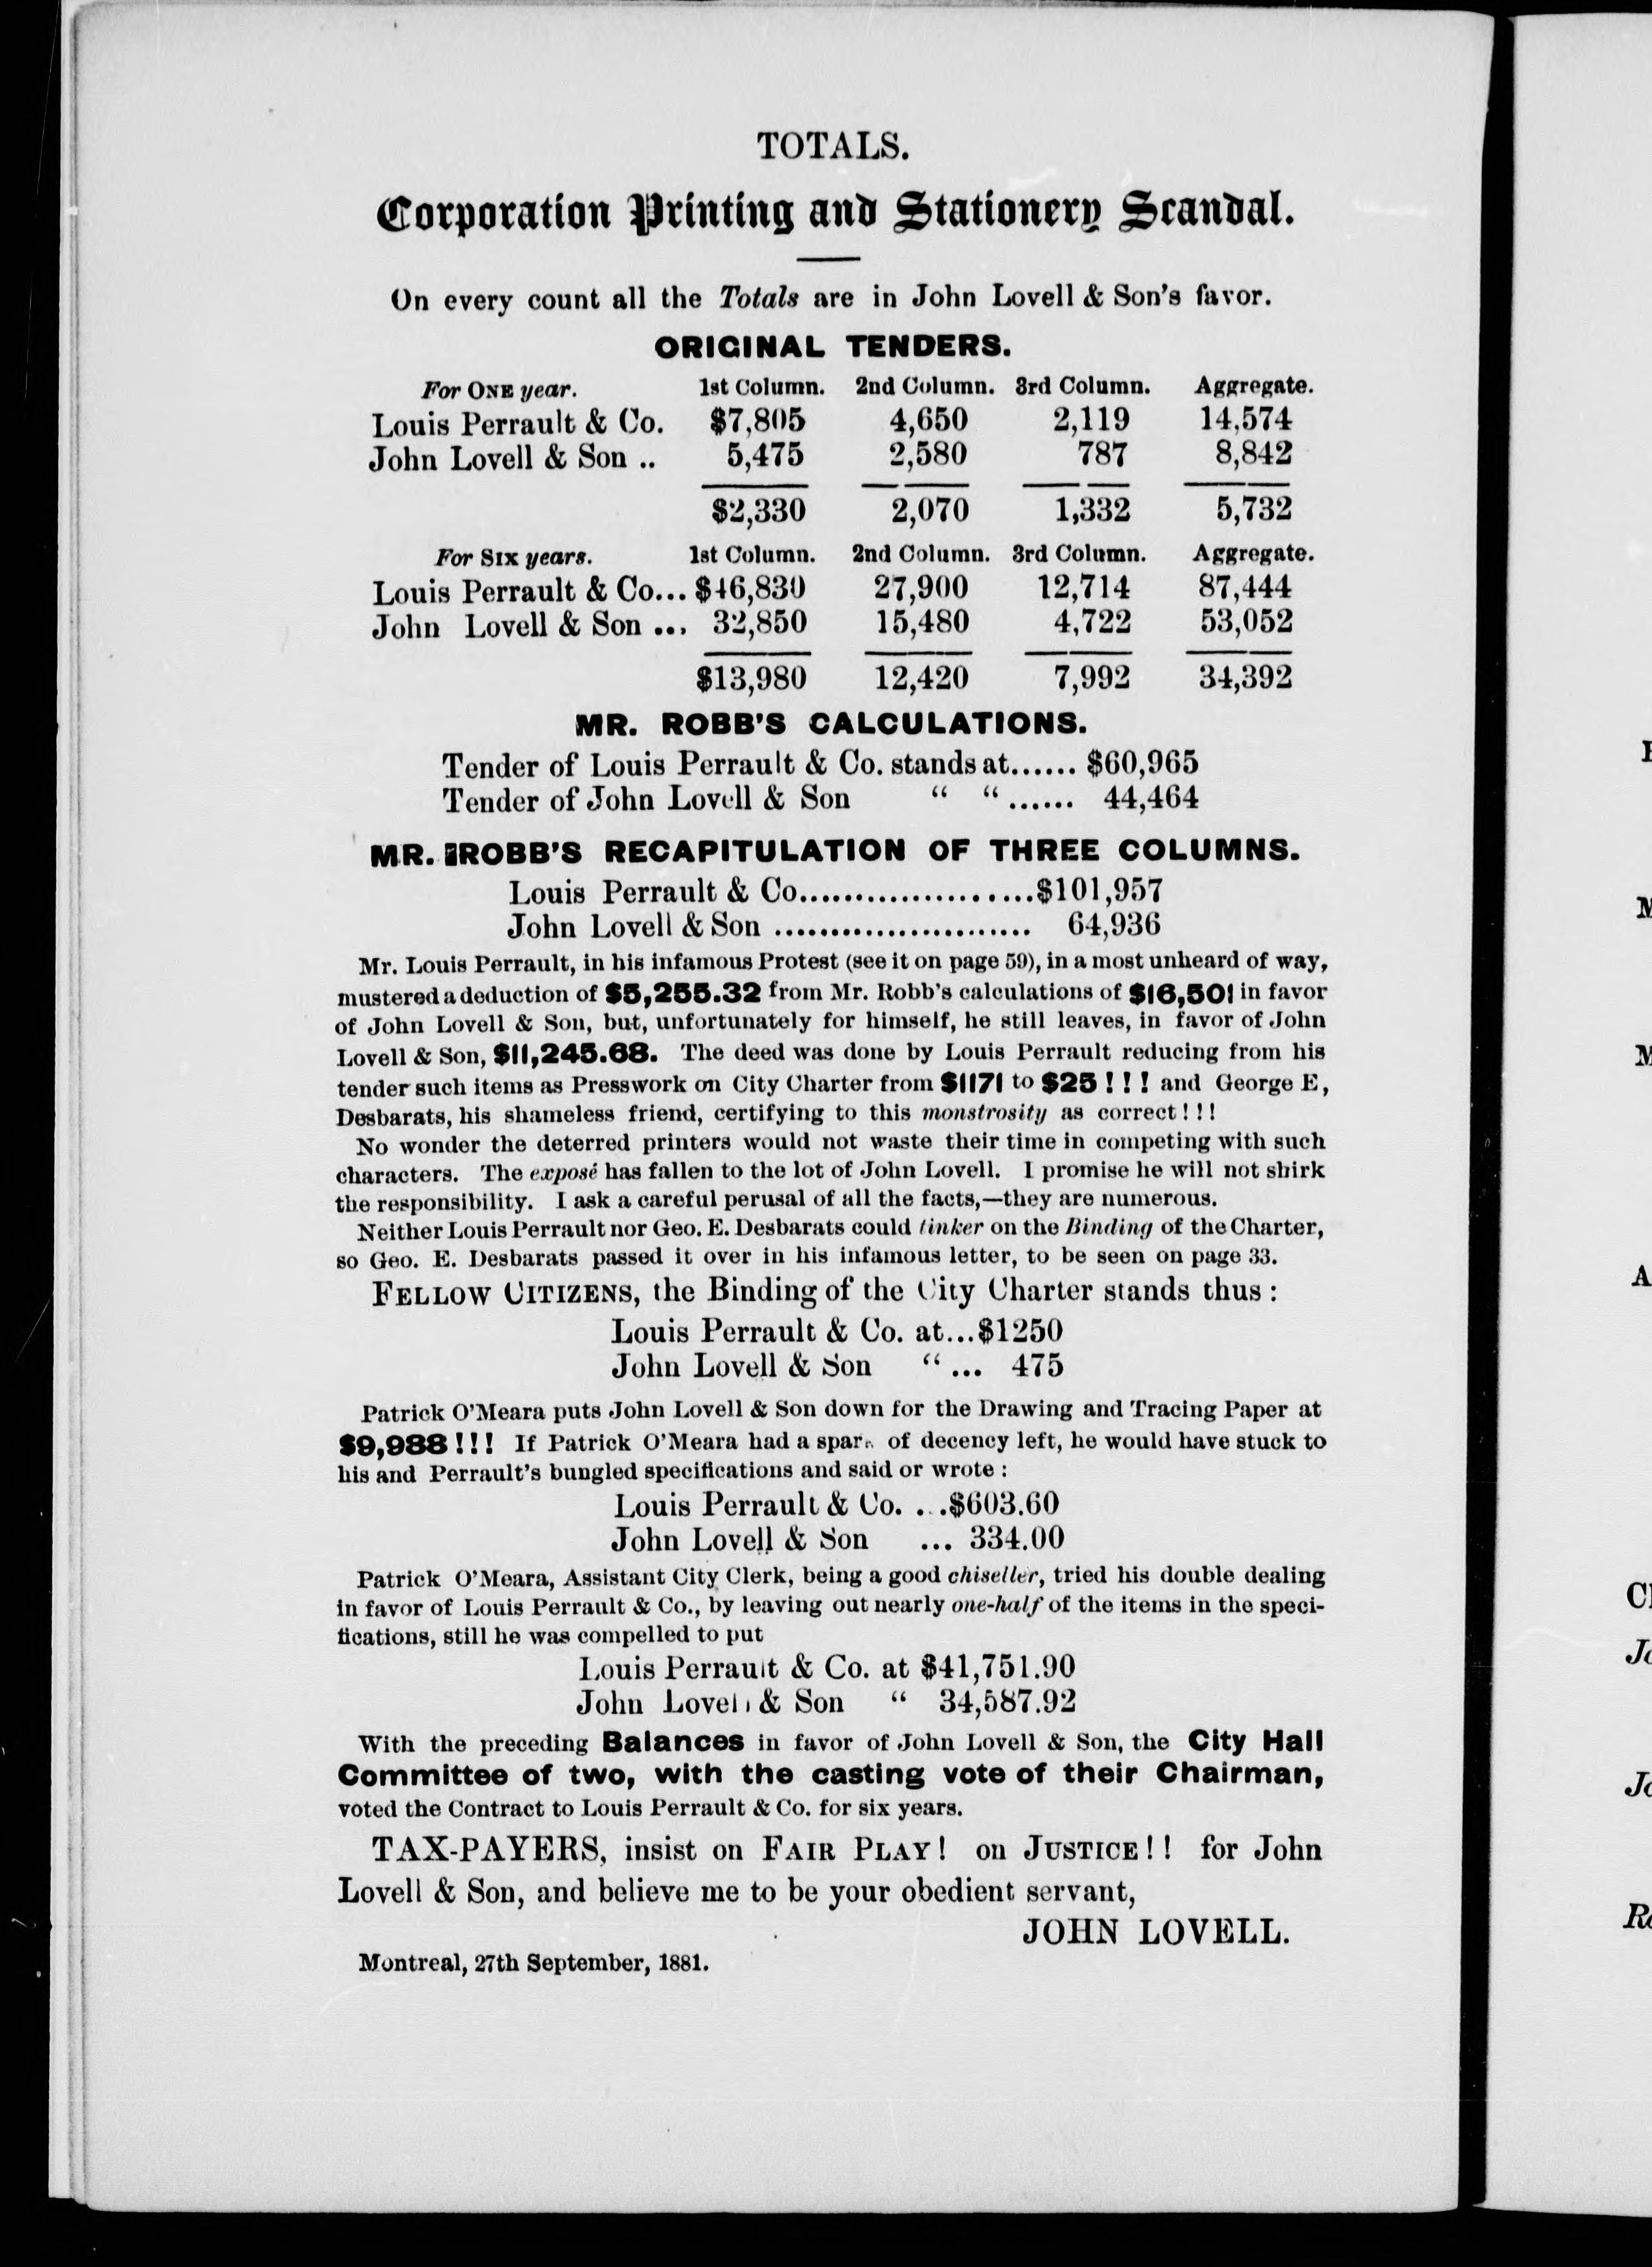 TOTALS.
Corporation Printing and Stationery Scandal.
On every count all the Totals are in John Lovell & Son's favor.
ORIGINAL TENDERS.
For ONE year. 1st Column. 2nd Column. 3rd Column. Aggregate.
Louis Perrault & Co. $7,805 4,650 2,119 14,574
John Lovell & Son .. 5,475 2,580 787 8,842
$2,330 2,070 1,332 5,732
For SIX years. 1st Column. 2nd Column. 3rd Column. Aggregate.
Louis Perrault & Co... $46,830 27,900 12,714 87,444
John Lovell & Son ... 32,850 15,480 4,722 53,052
$13,980 12,420 7,992 34,392
MR. ROBB'S CALCULATIONS.
Tender of Louis Perrault & Co. stands at...... $60,965
Tender of John Lovell & Son " " ...... 44,464
MR. ROBB'S RECAPITULATION OF THREE COLUMNS.
Louis Perrault & Co.....................$101,957
John Lovell & Son ....................... 64,936
Mr. Louis Perrault, in his infamous Protest (see it on page 59), in a most unheard of way,
mustered a deduction of $5,255.32 from Mr. Robb's calculations of $16,501 in favor
of John Lovell & Son, but, unfortunately for himself, he still leaves, in favor of John
Lovell & Son, $11,245.68. The deed was done by Louis Perrault reducing from his
tender such items as Presswork on City Charter from $1171 to $25 ! ! ! and George E,
Desbarats, his shameless friend, certifying to this monstrosity as correct ! ! !
No wonder the deterred printers would not waste their time in competing with such
characters. The exposé has fallen to the lot of John Lovell. I promise he will not shirk
the responsibility. I ask a careful perusal of all the facts,—they are numerous.
Neither Louis Perrault nor Geo. E. Desbarats could tinker on the Binding of the Charter,
so Geo. E. Desbarats passed it over in his infamous letter, to be seen on page 33.
FELLOW CITIZENS, the Binding of the City Charter stands thus :
Louis Perrault & Co. at...$1250
John Lovell & Son " ... 475
Patrick O'Meara puts John Lovell & Son down for the Drawing and Tracing Paper at
$9,988 ! ! ! If Patrick O'Meara had a spark of decency left, he would have stuck to
his and Perrault's bungled specifications and said or wrote :
Louis Perrault & Co. ...$603.60
John Lovell & Son ... 334.00
Patrick O'Meara, Assistant City Clerk, being a good chiseller, tried his double dealing
in favor of Louis Perrault & Co., by leaving out nearly one-half of the items in the speci-
fications, still he was compelled to put
Louis Perrault & Co. at $41,751.90
John Lovell & Son " 34,587.92
With the preceding Balances in favor of John Lovell & Son, the City Hall
Committee of two, with the casting vote of their Chairman,
voted the Contract to Louis Perrault & Co. for six years.
TAX-PAYERS, insist on FAIR PLAY ! on JUSTICE ! ! for John
Lovell & Son, and believe me to be your obedient servant,
JOHN LOVELL.
Montreal, 27th September, 1881.